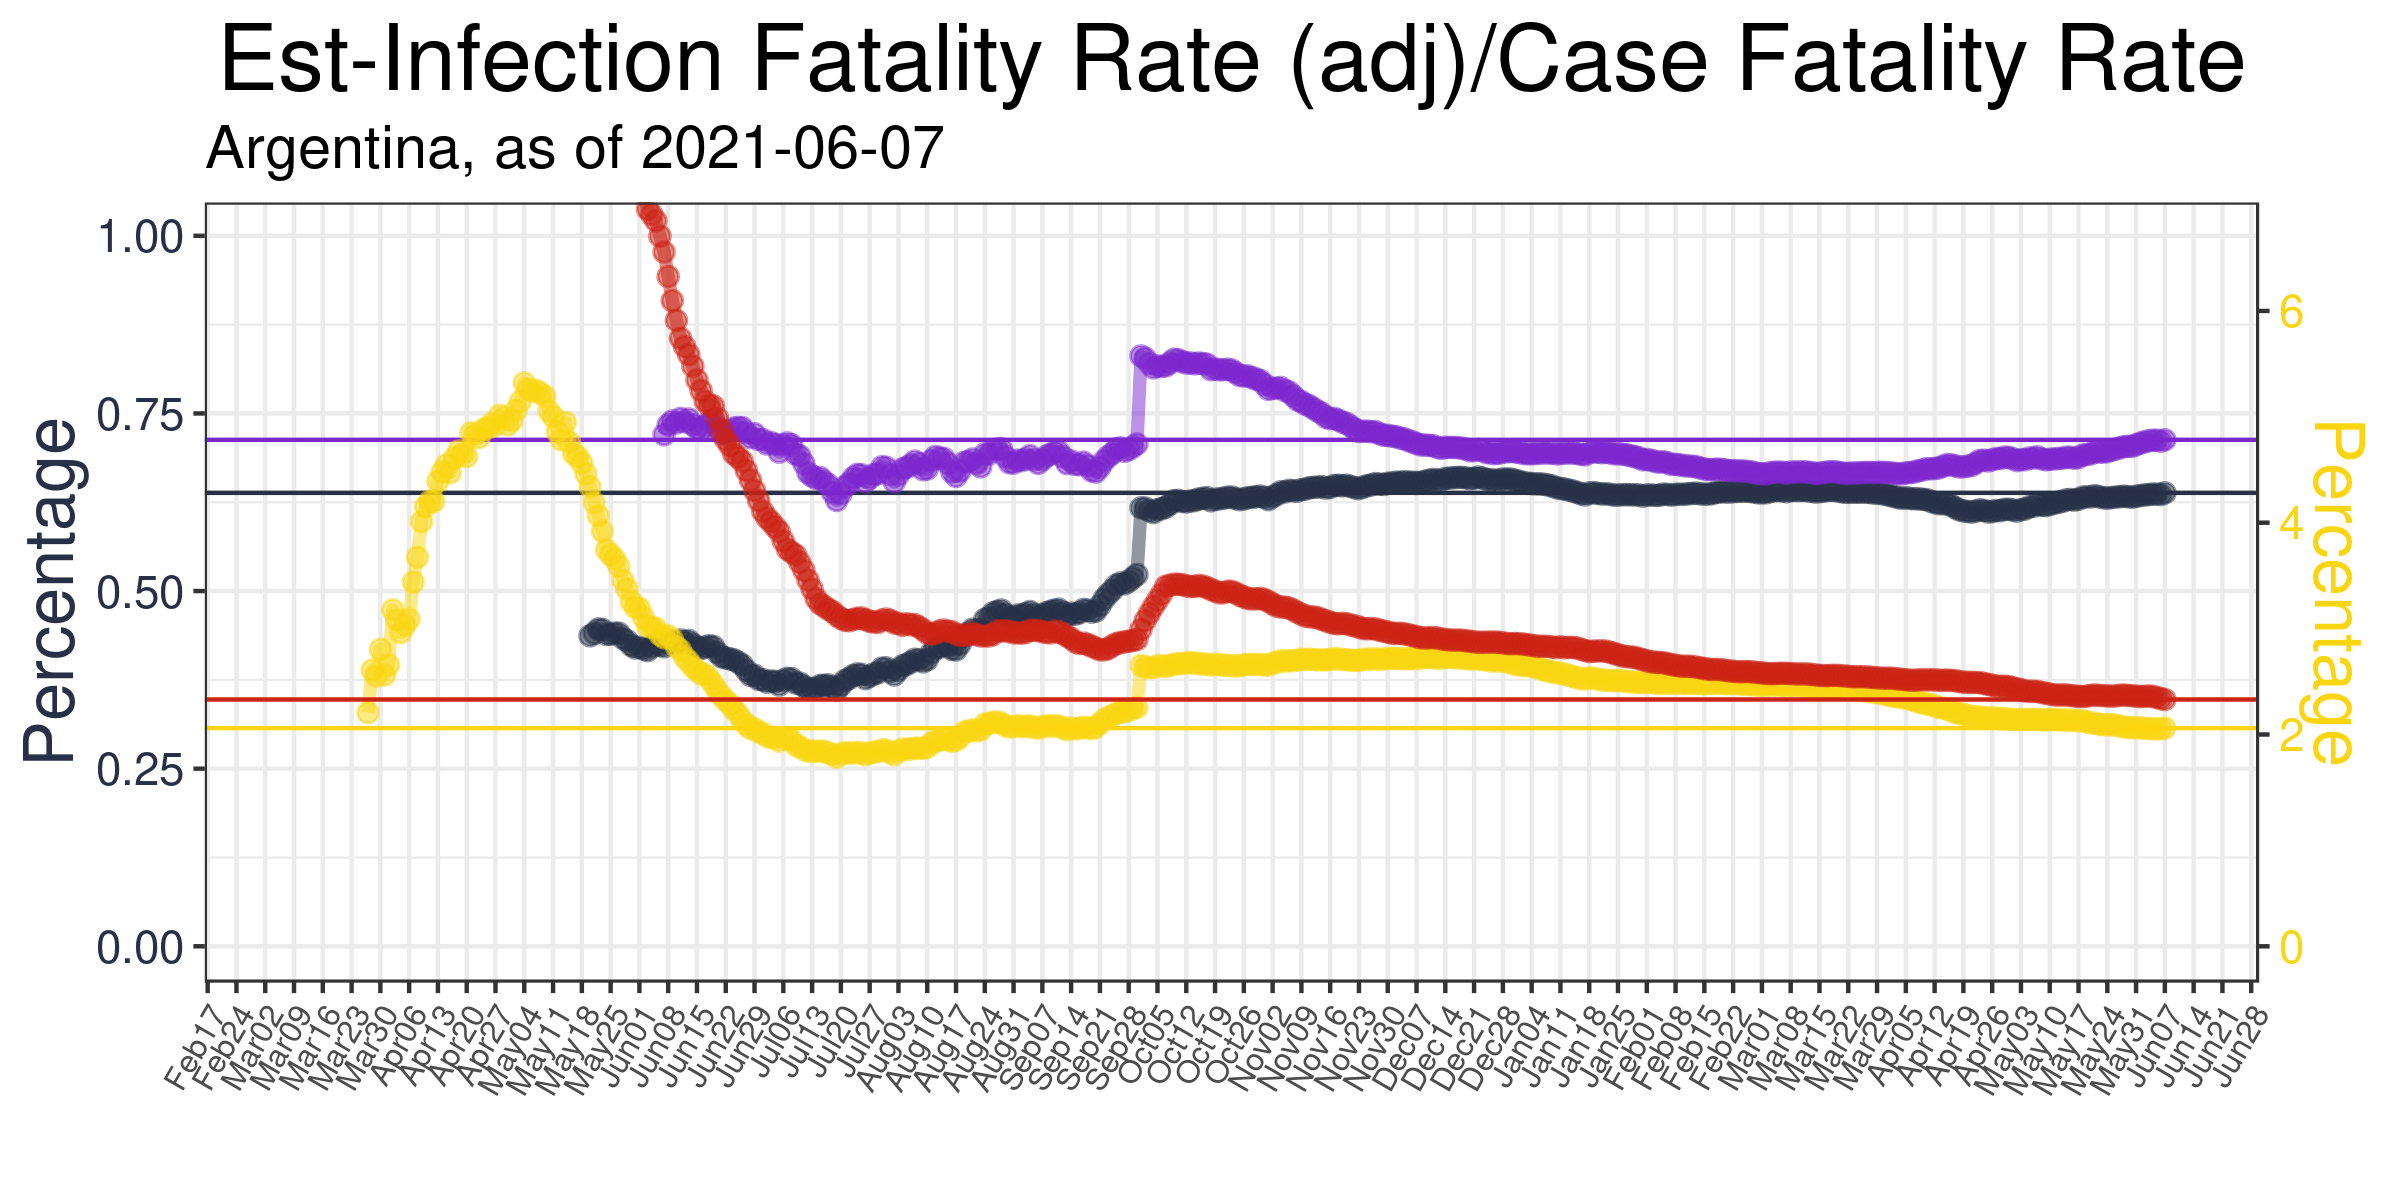 Est-Infection Fatality Rate (adj)/Case Fatality Rate
Argentina, as of 2021-06-07
Percentage
1.00
0.75
0.50
0.25
0.00
6
4
2
0
Percentage
Feb17
Feb24
Mar02
Mar09
Mar16
Mar23
Mar30
Apr06
Apr13
Apr20
Apr27
May04
May11
May18
May25
Jun01
Jun08
Jun15
Jun22
Jun29
Jul06
Jul13
Jul20
Jul27
Aug03
Aug10
Aug17
Aug24
Aug31
Sep07
Sep14
Sep21
Sep28
Oct05
Oct12
Oct19
Oct26
Nov02
Nov09
Nov16
Nov23
Nov30
Dec07
Dec14
Dec21
Dec28
Jan04
Jan11
Jan18
Jan25
Feb01
Feb08
Feb15
Feb22
Mar01
Mar08
Mar15
Mar22
Mar29
Apr05
Apr12
Apr19
Apr26
May03
May10
May17
May24
May31
Jun07
Jun14
Jun21
Jun28